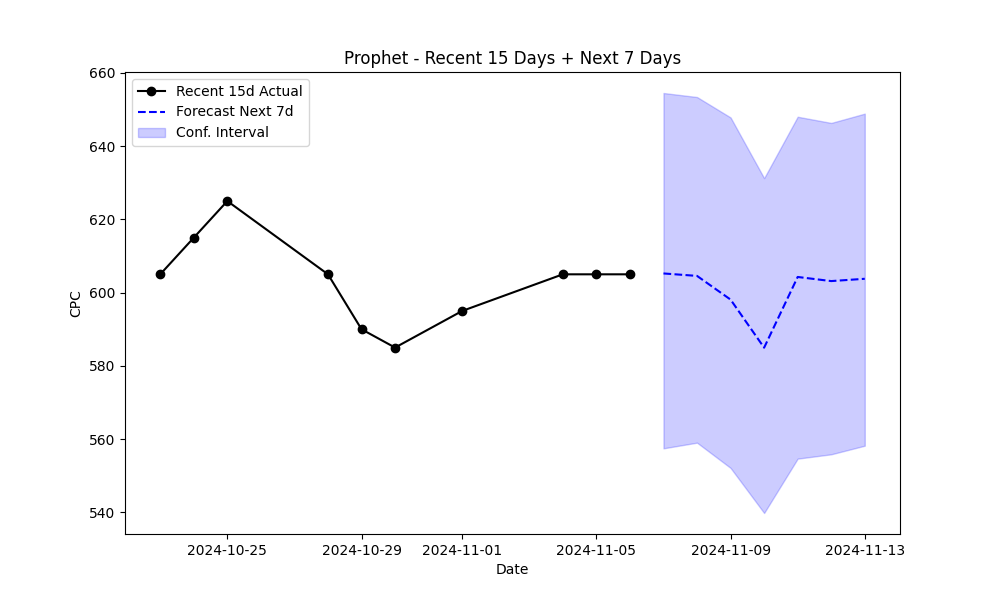 Prophet - Recent 15 Days + Next 7 Days
Recent 15d Actual
Forecast Next 7d
Conf. Interval
CPC
660
640
620
600
580
560
540
2024-10-25
2024-10-29
2024-11-01
2024-11-05
2024-11-09
2024-11-13
Date